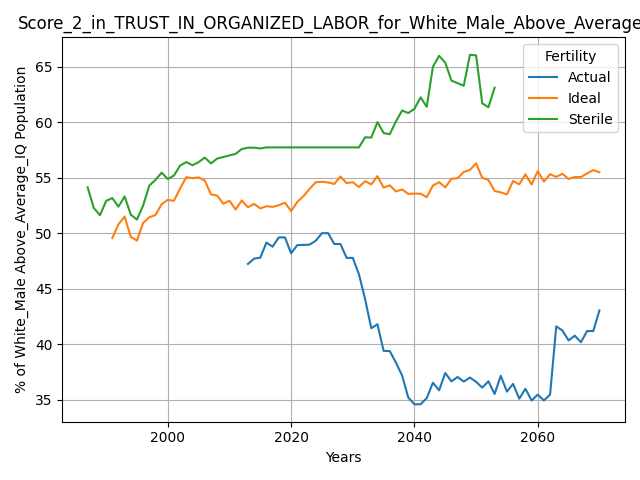 Score_2_in_TRUST_IN_ORGANIZED_LABOR_for_White_Male_Above_Average
% of White_Male Above_Average_IQ Population
65
60
55
50
45
40
35
2000
2020
2040
2060
Years
Fertility
Actual
Ideal
Sterile